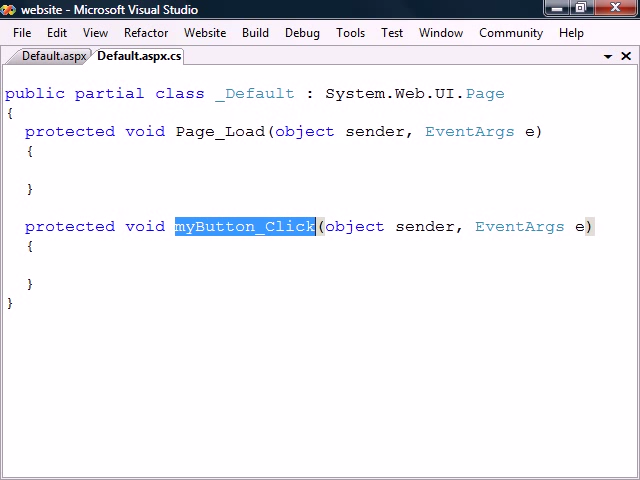 website - Microsoft Visual Studio
File Edit View Refactor Website Build Debug Tools Test Window Community Help
Default.aspx Default.aspx.cs
public partial class _Default : System.Web.UI.Page
{
protected void Page_Load(object sender, EventArgs e)
{
}
protected void myButton_Click(object sender, EventArgs e)
{
}
}